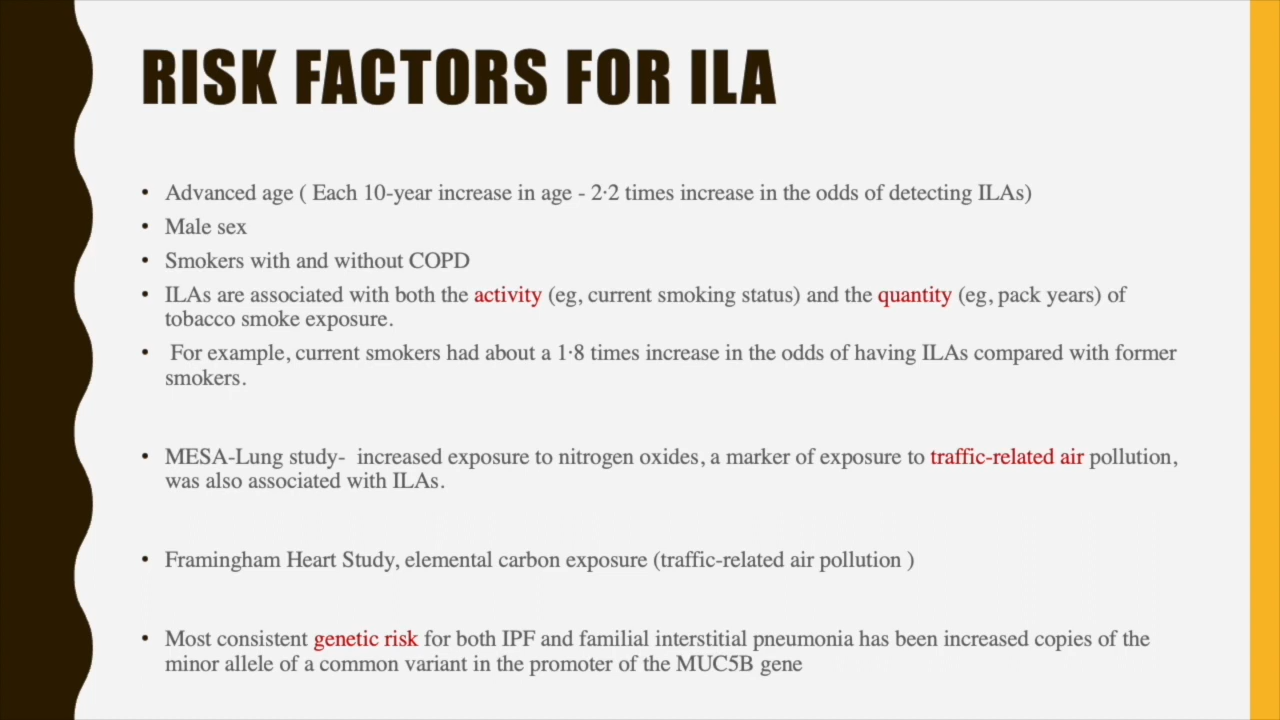 RISK FACTORS FOR ILA
• Advanced age ( Each 10-year increase in age - 2·2 times increase in the odds of detecting ILAs)
• Male sex
• Smokers with and without COPD
• ILAs are associated with both the activity (eg, current smoking status) and the quantity (eg, pack years) of
tobacco smoke exposure.
• For example, current smokers had about a 1·8 times increase in the odds of having ILAs compared with former
smokers.
• MESA-Lung study- increased exposure to nitrogen oxides, a marker of exposure to traffic-related air pollution,
was also associated with ILAs.
• Framingham Heart Study, elemental carbon exposure (traffic-related air pollution )
• Most consistent genetic risk for both IPF and familial interstitial pneumonia has been increased copies of the
minor allele of a common variant in the promoter of the MUC5B gene